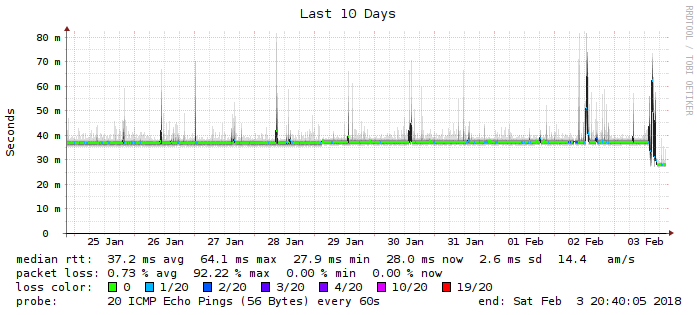 Last 10 Days
RRDTOOL / TOBI OETIKER
Seconds
80 m
70 m
60 m
50 m
40 m
30 m
20 m
10 m
0
25 Jan 26 Jan 27 Jan 28 Jan 29 Jan 30 Jan 31 Jan 01 Feb 02 Feb 03 Feb
median rtt: 37.2 ms avg 64.1 ms max 27.9 ms min 28.0 ms now 2.6 ms sd 14.4 am/s
packet loss: 0.73 % avg 92.22 % max 0.00 % min 0.00 % now
loss color: 0 1/20 2/20 3/20 4/20 10/20 19/20
probe: 20 ICMP Echo Pings (56 Bytes) every 60s end: Sat Feb 3 20:40:05 2018